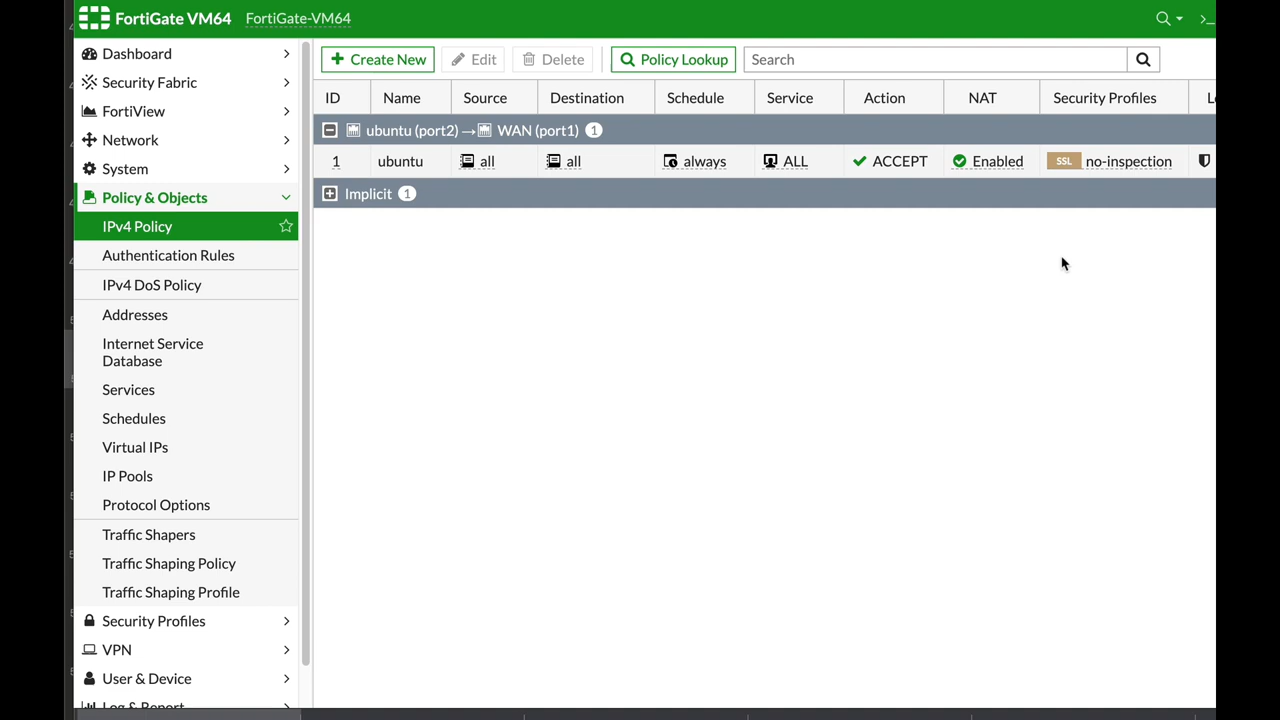 FortiGate VM64 FortiGate-VM64 >_
Dashboard
Security Fabric
FortiView
Network
System
Policy & Objects
IPv4 Policy
Authentication Rules
IPv4 DoS Policy
Addresses
Internet Service
Database
Services
Schedules
Virtual IPs
IP Pools
Protocol Options
Traffic Shapers
Traffic Shaping Policy
Traffic Shaping Profile
Security Profiles
VPN
User & Device
Log & Report
+ Create New Edit Delete Policy Lookup Search
ID Name Source Destination Schedule Service Action NAT Security Profiles
ubuntu (port2) → WAN (port1) 1
1 ubuntu all all always ALL ACCEPT Enabled SSL no-inspection
Implicit 1